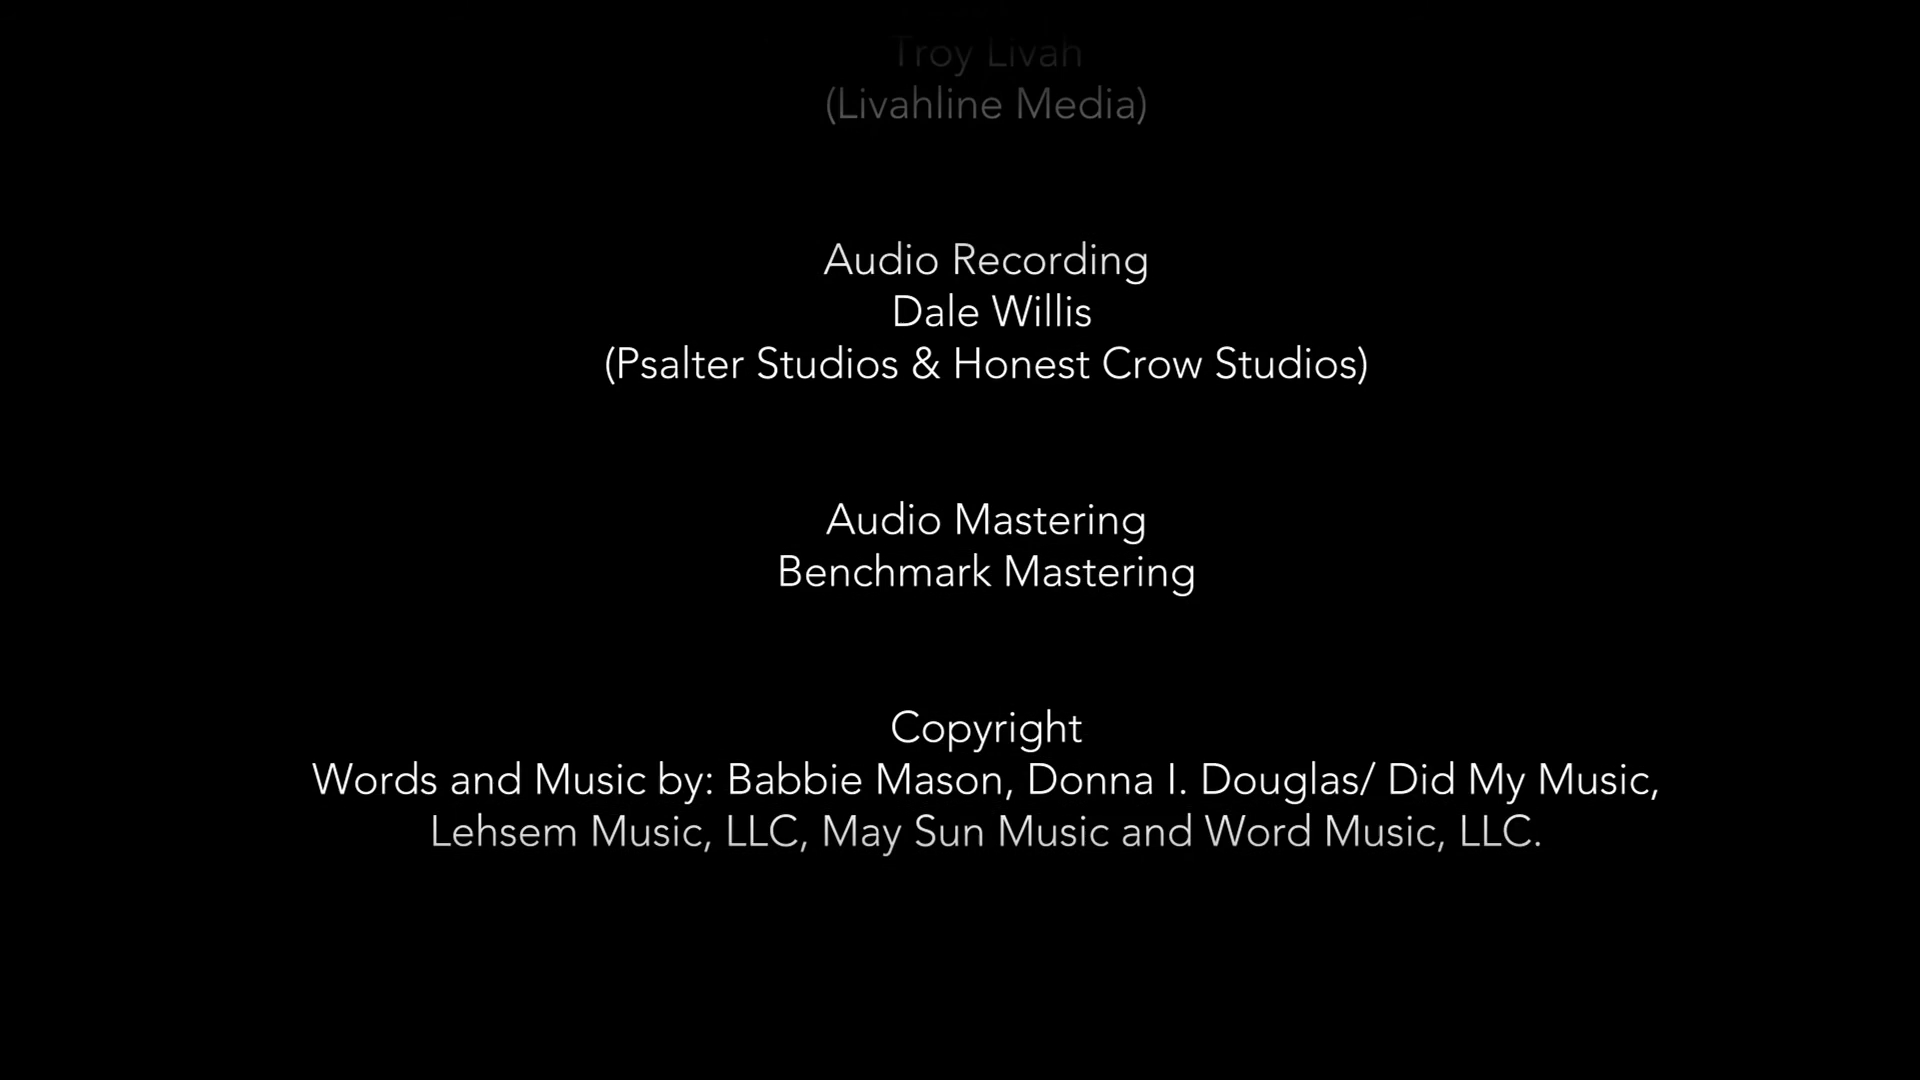 Troy Livah
(Livahline Media)
Audio Recording
Dale Willis
(Psalter Studios & Honest Crow Studios)
Audio Mastering
Benchmark Mastering
Copyright
Words and Music by: Babbie Mason, Donna I. Douglas/ Did My Music,
Lehsem Music, LLC, May Sun Music and Word Music, LLC.